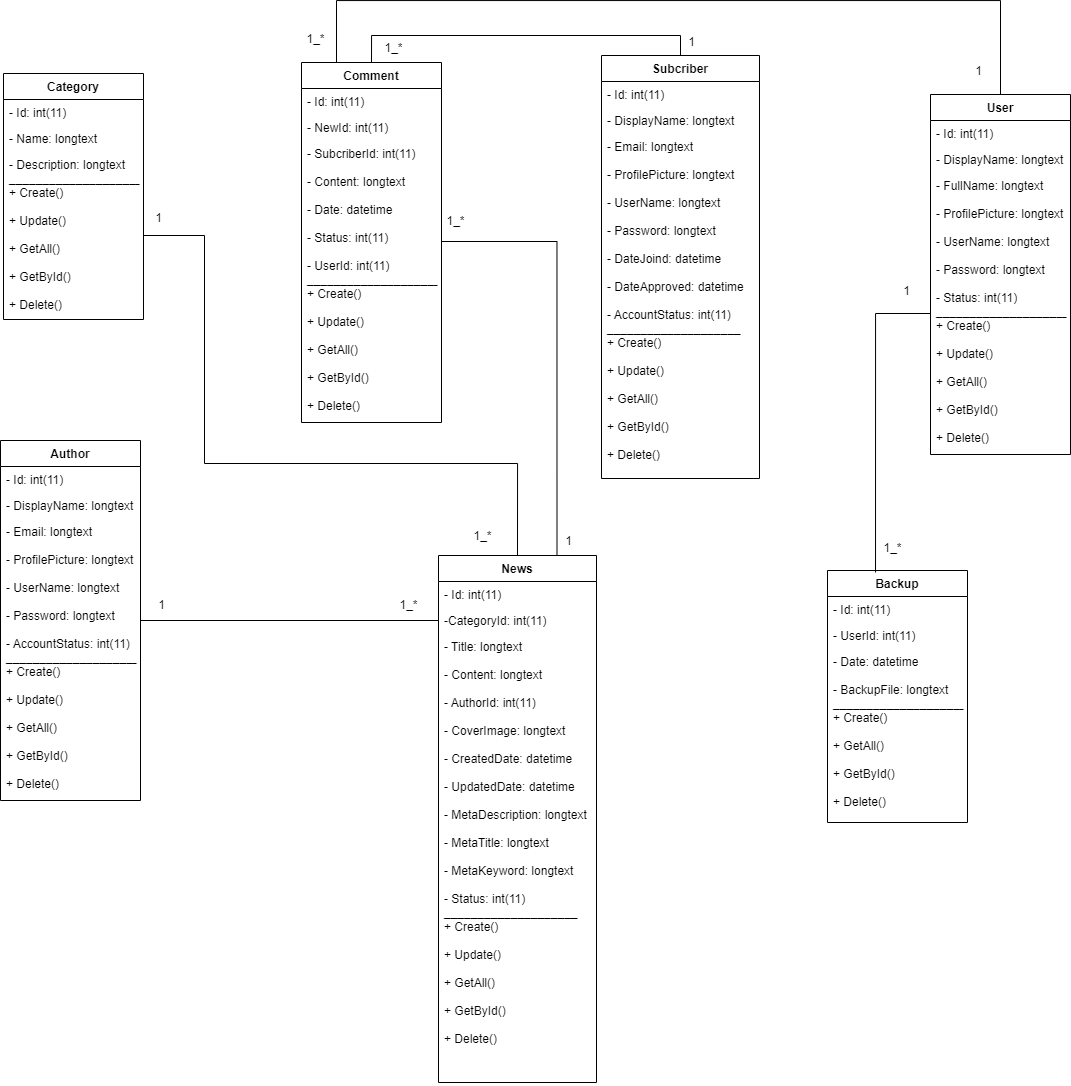 Category
- Id: int(11)
- Name: longtext
- Description: longtext
+ Create()
+ Update()
+ GetAll()
+ GetById()
+ Delete()
1
1_*
Comment
- Id: int(11)
- NewId: int(11)
- SubcriberId: int(11)
- Content: longtext
- Date: datetime
- Status: int(11)
- UserId: int(11)
+ Create()
+ Update()
+ GetAll()
+ GetById()
+ Delete()
1_*
1_*
1
Subcriber
- Id: int(11)
- DisplayName: longtext
- Email: longtext
- ProfilePicture: longtext
- UserName: longtext
- Password: longtext
- DateJoind: datetime
- DateApproved: datetime
- AccountStatus: int(11)
+ Create()
+ Update()
+ GetAll()
+ GetById()
+ Delete()
1
User
- Id: int(11)
- DisplayName: longtext
- FullName: longtext
- ProfilePicture: longtext
- UserName: longtext
- Password: longtext
- Status: int(11)
+ Create()
+ Update()
+ GetAll()
+ GetById()
+ Delete()
1
Author
- Id: int(11)
- DisplayName: longtext
- Email: longtext
- ProfilePicture: longtext
- UserName: longtext
- Password: longtext
- AccountStatus: int(11)
+ Create()
+ Update()
+ GetAll()
+ GetById()
+ Delete()
1
1_*
1_*
1
News
- Id: int(11)
-CategoryId: int(11)
- Title: longtext
- Content: longtext
- AuthorId: int(11)
- CoverImage: longtext
- CreatedDate: datetime
- UpdatedDate: datetime
- MetaDescription: longtext
- MetaTitle: longtext
- MetaKeyword: longtext
- Status: int(11)
+ Create()
+ Update()
+ GetAll()
+ GetById()
+ Delete()
1_*
Backup
- Id: int(11)
- UserId: int(11)
- Date: datetime
- BackupFile: longtext
+ Create()
+ GetAll()
+ GetById()
+ Delete()